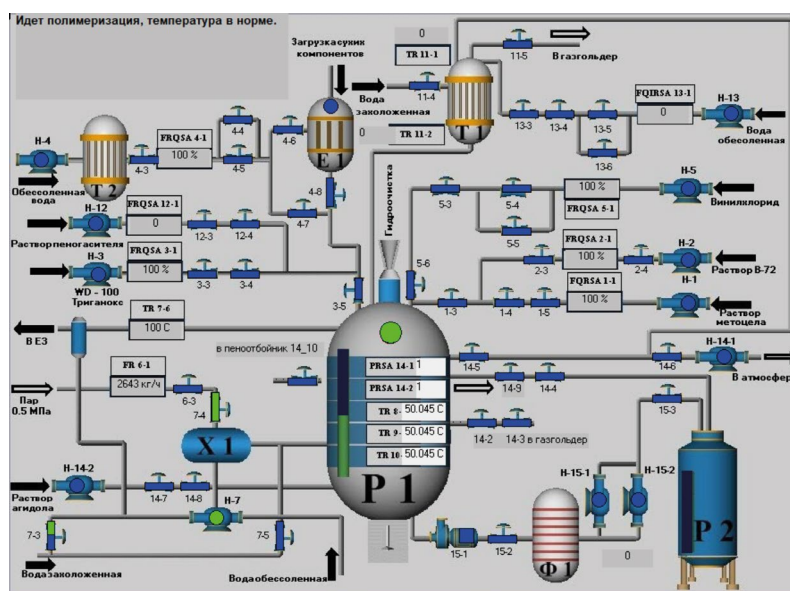 Идет полимеризация, температура в норме.
0
TR 11-1
11-5
В газгольдер
Загрузка сухих
компонентов
Вода
захоложенная
11-4
T 1
0
TR 11-2
FQIRSA 13-1
0
Н-13
Вода
обесоленная
13-3
13-4
13-5
13-6
Н-4
Обессоленная
вода
T 2
4-3
FRQSA 4-1
100 %
4-4
4-5
4-6
E 1
4-8
4-7
Н-12
Раствор пеногасителя
FRQSA 12-1
0
12-3
12-4
Н-3
WD - 100
Триганокс
FRQSA 3-1
100 %
3-3
3-4
3-5
Гидроочистка
5-6
5-3
5-4
5-5
100 %
FRQSA 5-1
Н-5
Винилхлорид
FRQSA 2-1
100 %
2-3
2-4
Н-2
Раствор В-72
FQRSA 1-1
100 %
1-3
1-4
1-5
Н-1
Раствор
метоцела
TR 7-6
100 C
В Е3
в пеноотбойник 14_10
FR 6-1
2643 кг/ч
Пар
0.5 МПа
6-3
7-4
X 1
PRSA 14-1 1
PRSA 14-2 1
TR 8- 50.045 C
TR 9- 50.045 C
TR 10- 50.045 C
P 1
14-5
14-6
Н-14-1
В атмосфер
14-9
14-4
14-2
14-3 в газгольдер
15-3
Н-14-2
Раствор
агидола
14-7
14-8
Н-7
7-3
7-5
Вода захоложенная
Вода обессоленная
15-1
15-2
Ф 1
Н-15-1
Н-15-2
0
P 2